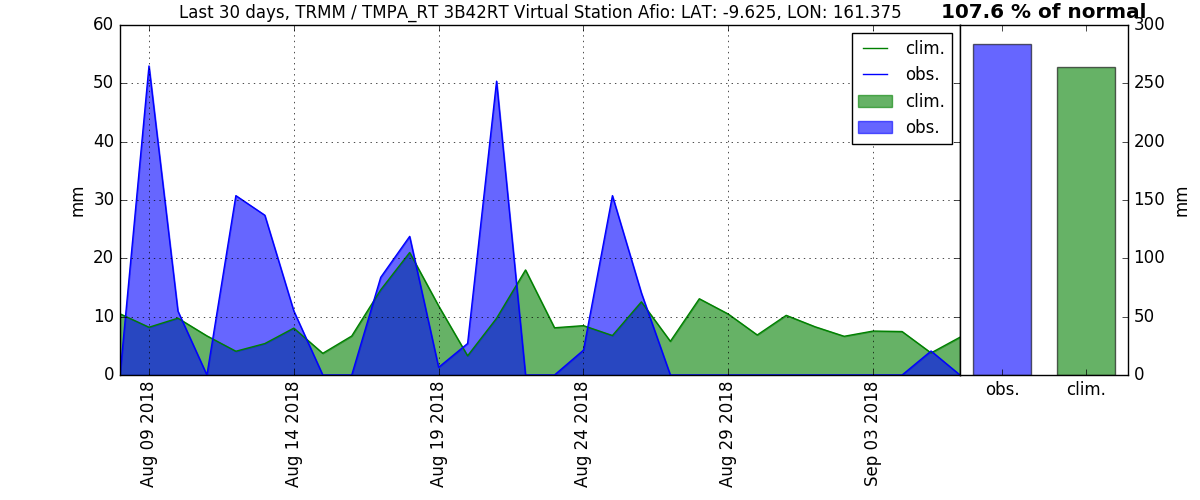 Last 30 days, TRMM / TMPA_RT 3B42RT Virtual Station Afio: LAT: -9.625, LON: 161.375
107.6 % of normal
60
50
40
30
20
10
0
mm
clim.
obs.
clim.
obs.
Aug 09 2018
Aug 14 2018
Aug 19 2018
Aug 24 2018
Aug 29 2018
Sep 03 2018
300
250
200
150
100
50
0
mm
obs. clim.